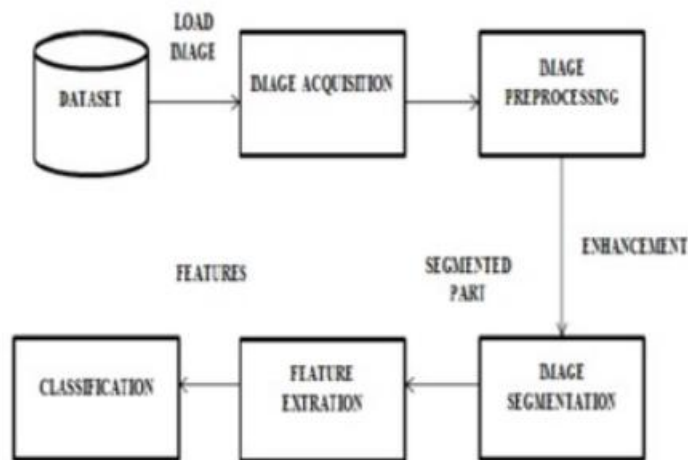 LOAD
IMAGE
DATASET
IMAGE ACQUISITION
IMAGE
PREPROCESSING
ENHANCEMENT
SEGMENTED
PART
FEATURES
CLASSIFICATION
FEATURE
EXTRATION
IMAGE
SEGMENTATION